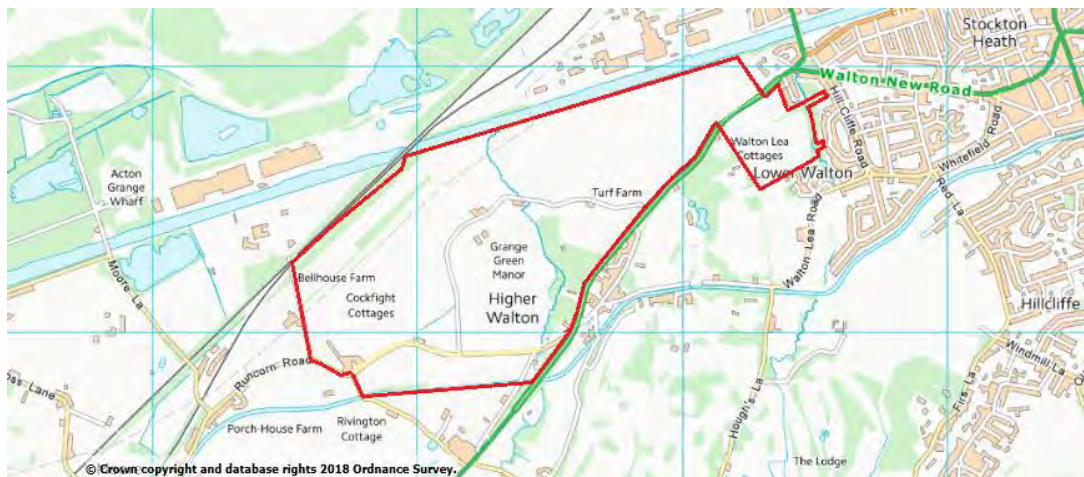 Stockton
Heath
Walton New Road
Hill Cliffe Road
Whitefield Road
Walton Lea
Cottages
Lower Walton
Red La
Acton
Grange
Wharf
Turf Farm
Moore La
Grange
Green
Manor
Walton Lea Road
Bellhouse Farm
Cockfight
Cottages
Higher
Walton
Hillcliffe
Windmill La
Runcorn Road
oss Lane
Hough's La
Firs La
Porch-House Farm
Rivington
Cottage
The Lodge
© Crown copyright and database rights 2018 Ordnance Survey.